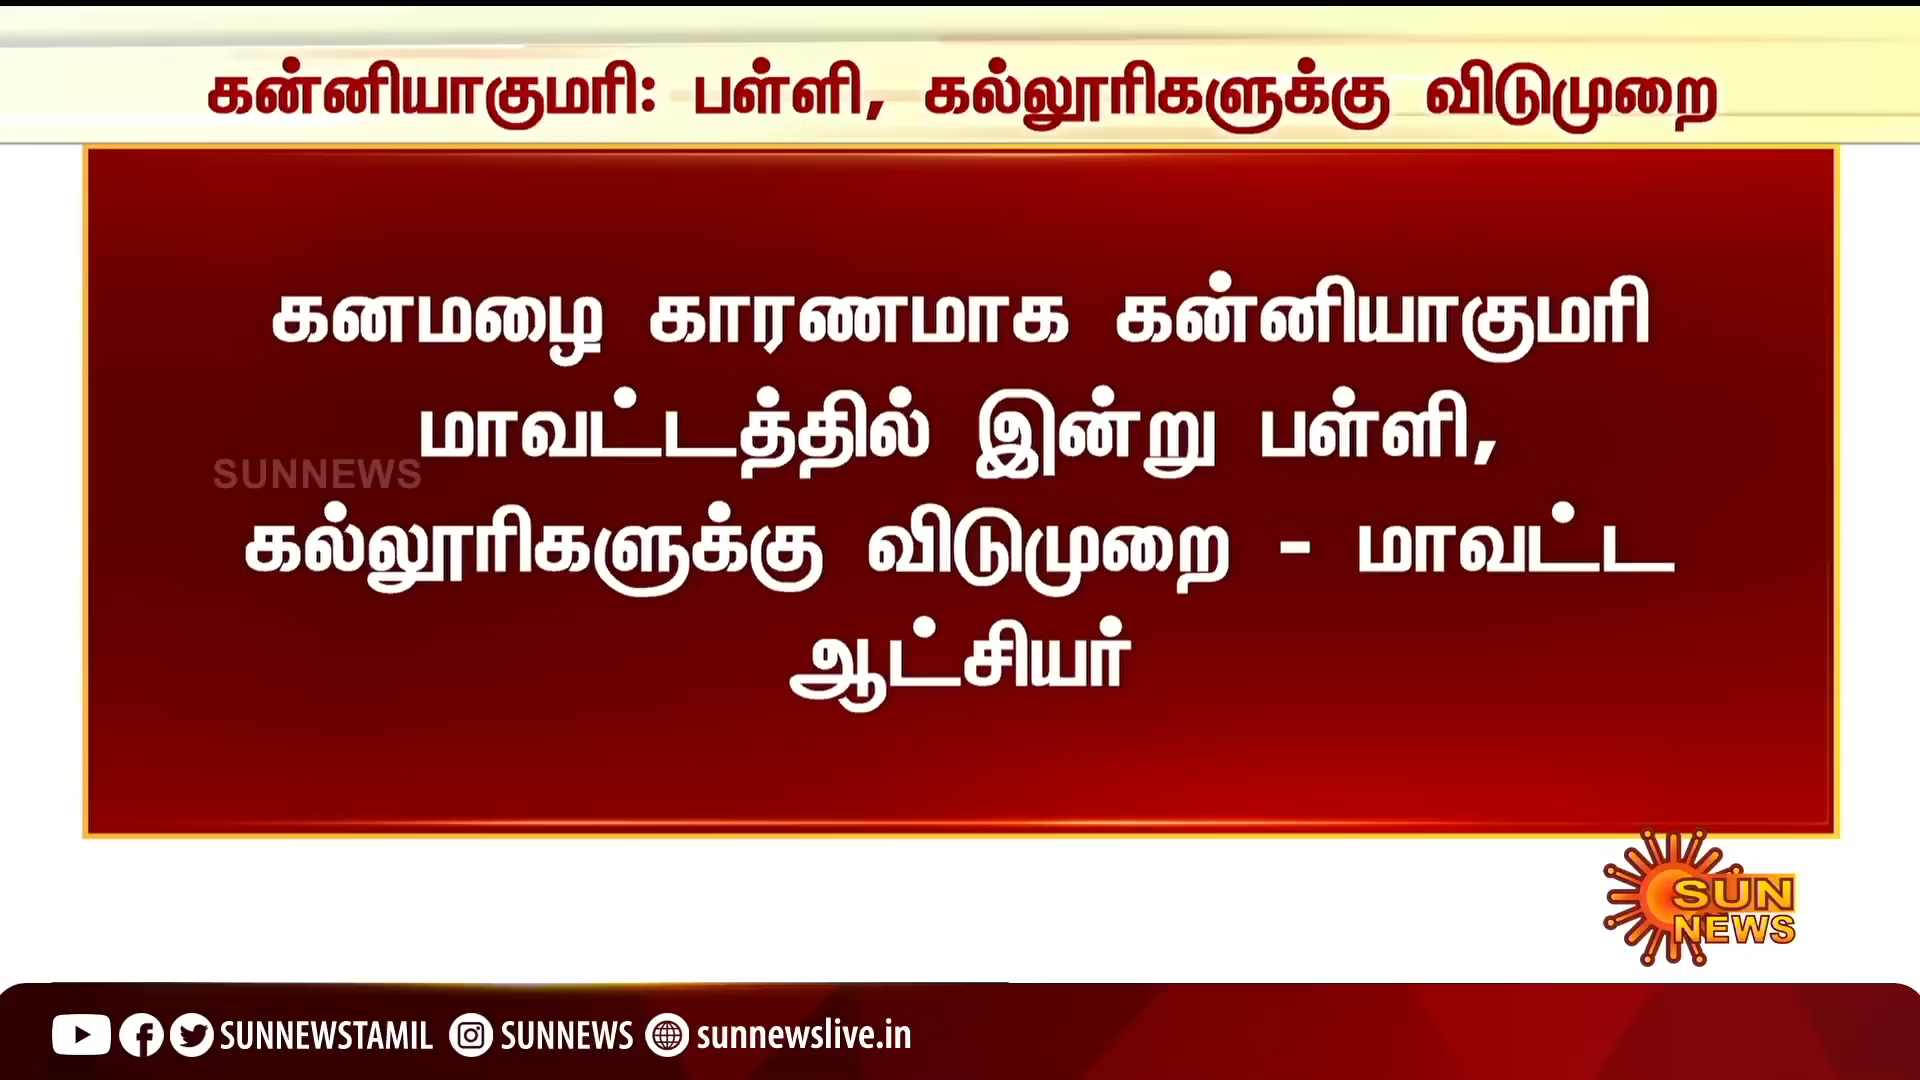 கன்னியாகுமரி: பள்ளி, கல்லூரிகளுக்கு விடுமுறை
கனமழை காரணமாக கன்னியாகுமரி
மாவட்டத்தில் இன்று பள்ளி,
SUNNEWS
கல்லூரிகளுக்கு விடுமுறை - மாவட்ட
ஆட்சியர்
SUN
NEWS
SUNNEWSTAMIL SUNNEWS sunnewslive.in